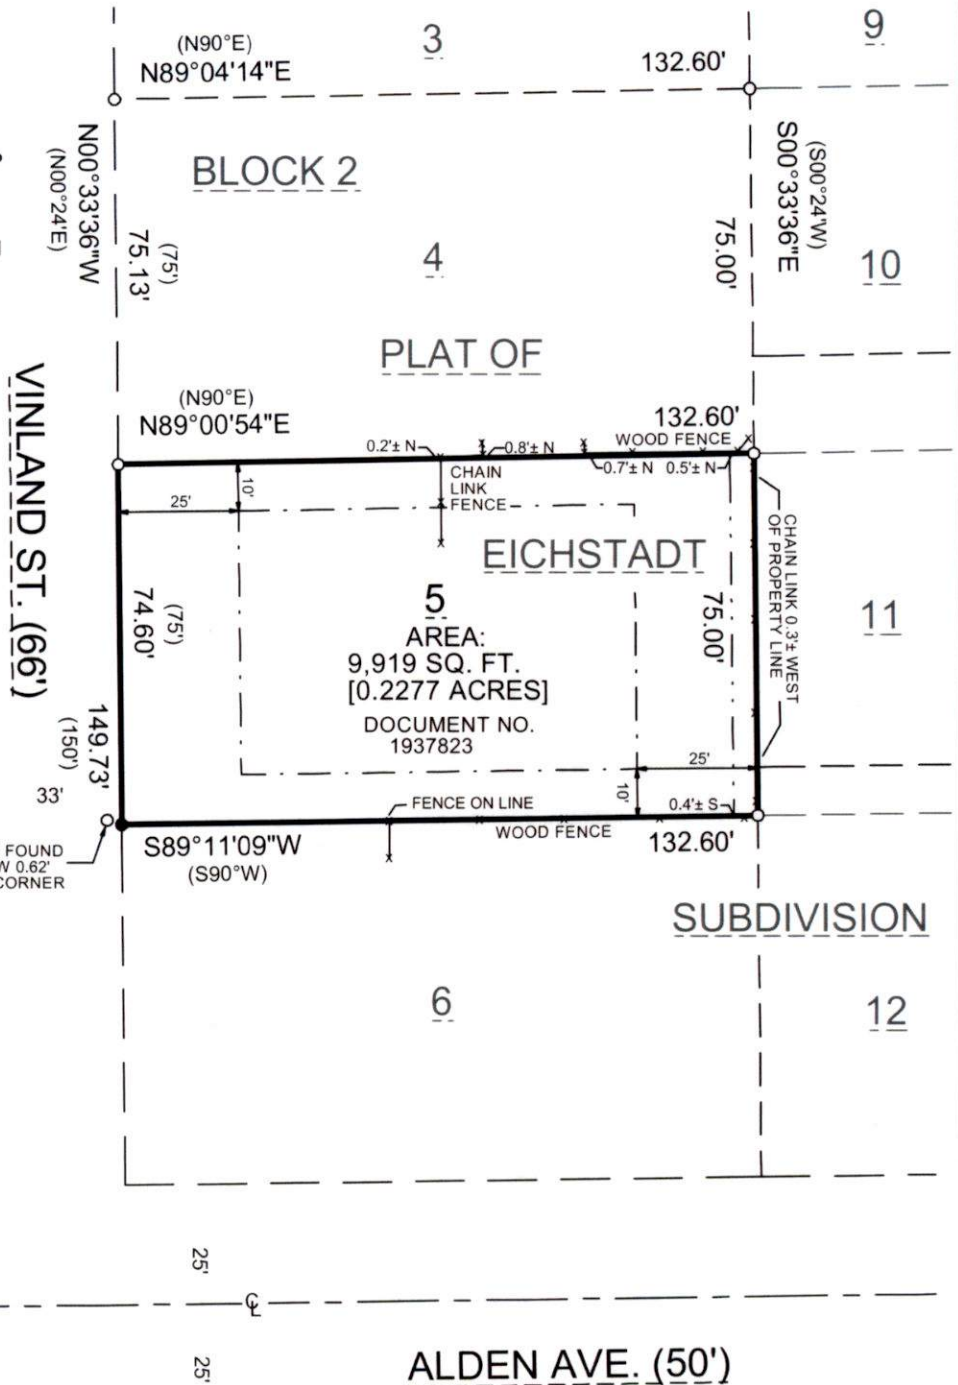 3
9
(N90°E)
N89°04'14"E
132.60'
N00°33'36"W
(N00°24'E)
BLOCK 2
(S00°24'W)
S00°33'36"E
(75')
75.13'
4
75.00'
10
PLAT OF
(N90°E)
N89°00'54"E
132.60'
WOOD FENCE
0.2'± N
0.8'± N
0.7'± N
0.5'± N
CHAIN
LINK
FENCE
10'
25'
VINLAND ST. (66')
EICHSTADT
CHAIN LINK 0.3'± WEST
OF PROPERTY LINE
(75')
74.60'
5
75.00'
11
AREA:
9,919 SQ. FT.
[0.2277 ACRES]
DOCUMENT NO.
1937823
149.73'
(150')
25'
10'
33'
FENCE ON LINE
0.4'± S
WOOD FENCE
FOUND
W 0.62'
CORNER
S89°11'09"W
(S90°W)
132.60'
SUBDIVISION
6
12
25'
℄
25'
ALDEN AVE. (50')